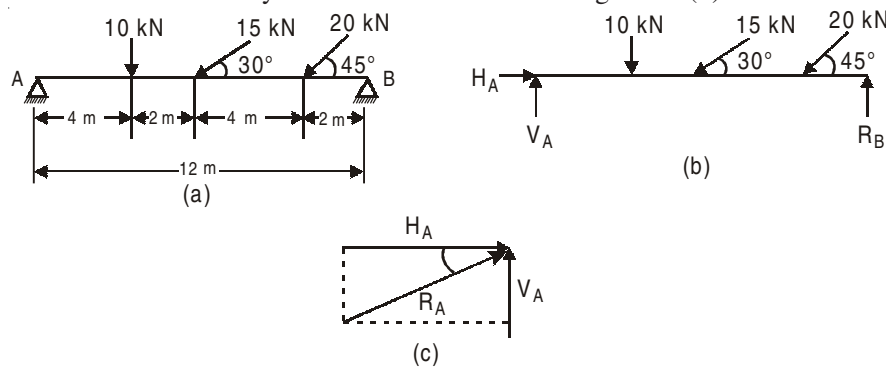 10 kN 15 kN 20 kN
A 30° 45° B
4 m 2 m 4 m 2 m
12 m
(a)
10 kN 15 kN 20 kN
H_A 30° 45°
V_A R_B
(b)
H_A
R_A V_A
(c)